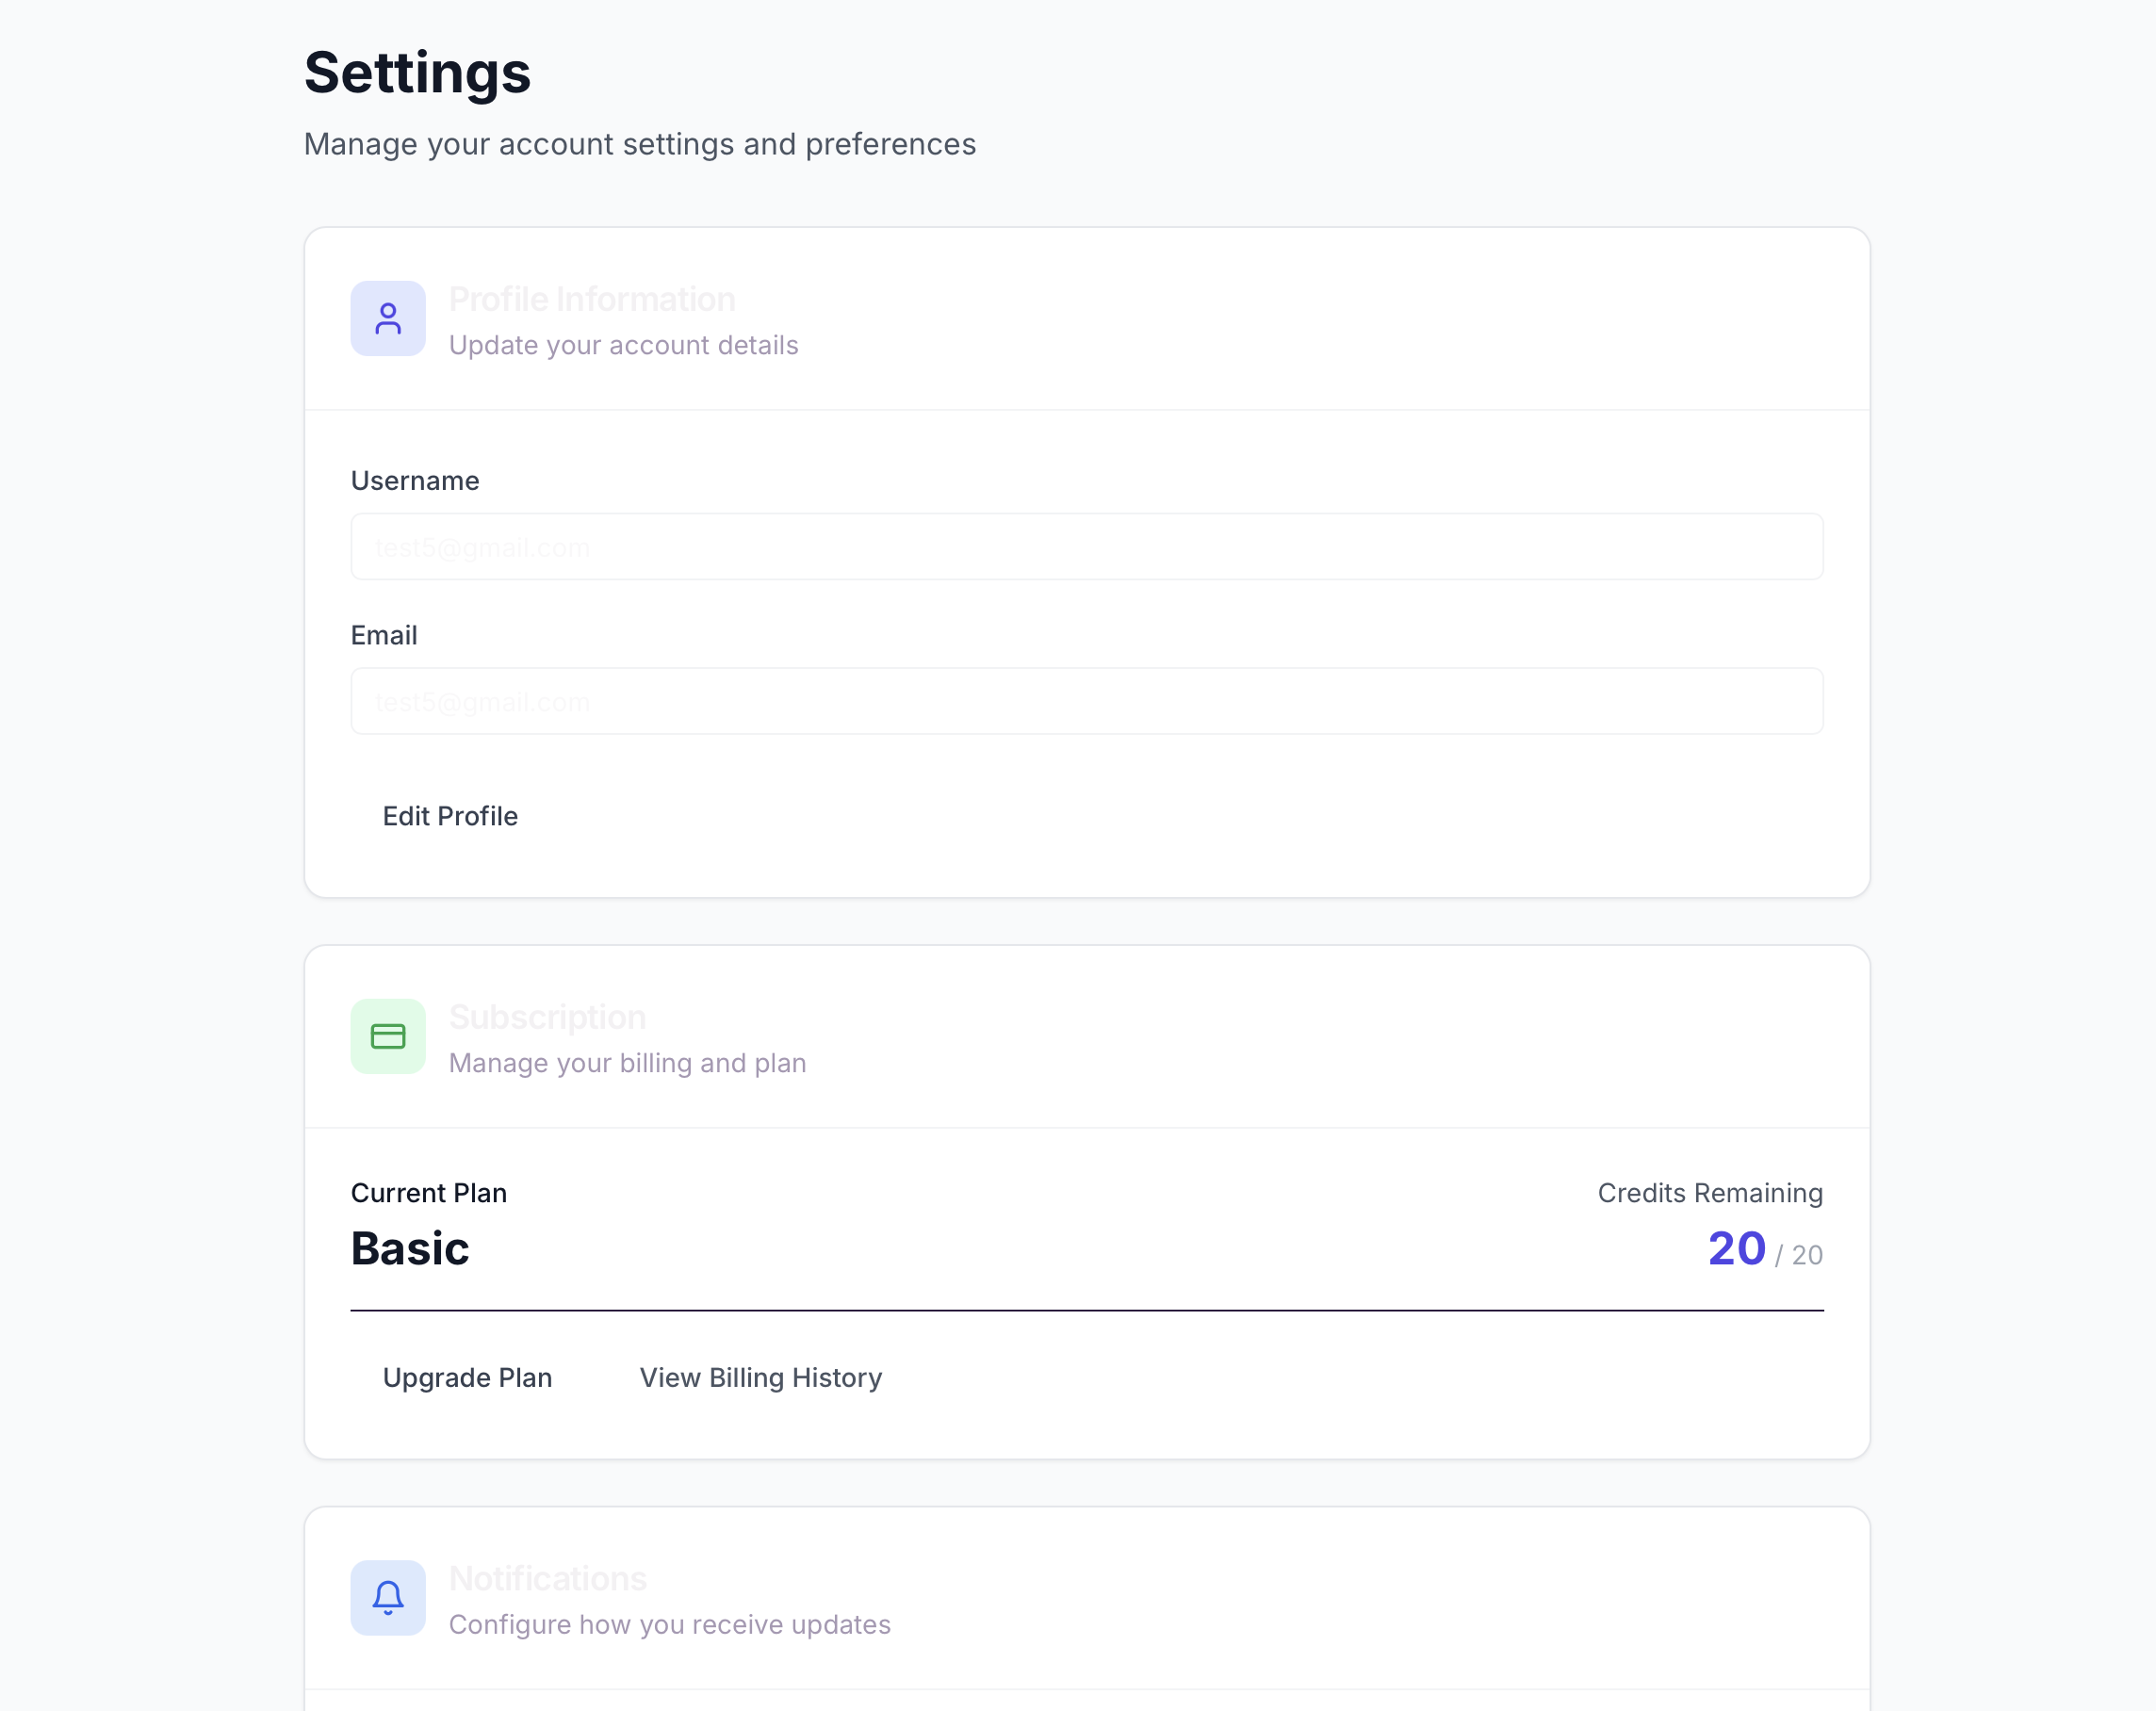 Settings
Manage your account settings and preferences
Profile Information
Update your account details
Username
test5@gmail.com
Email
test5@gmail.com
Edit Profile
Subscription
Manage your billing and plan
Current Plan
Credits Remaining
Basic
20 / 20
Upgrade Plan
View Billing History
Notifications
Configure how you receive updates